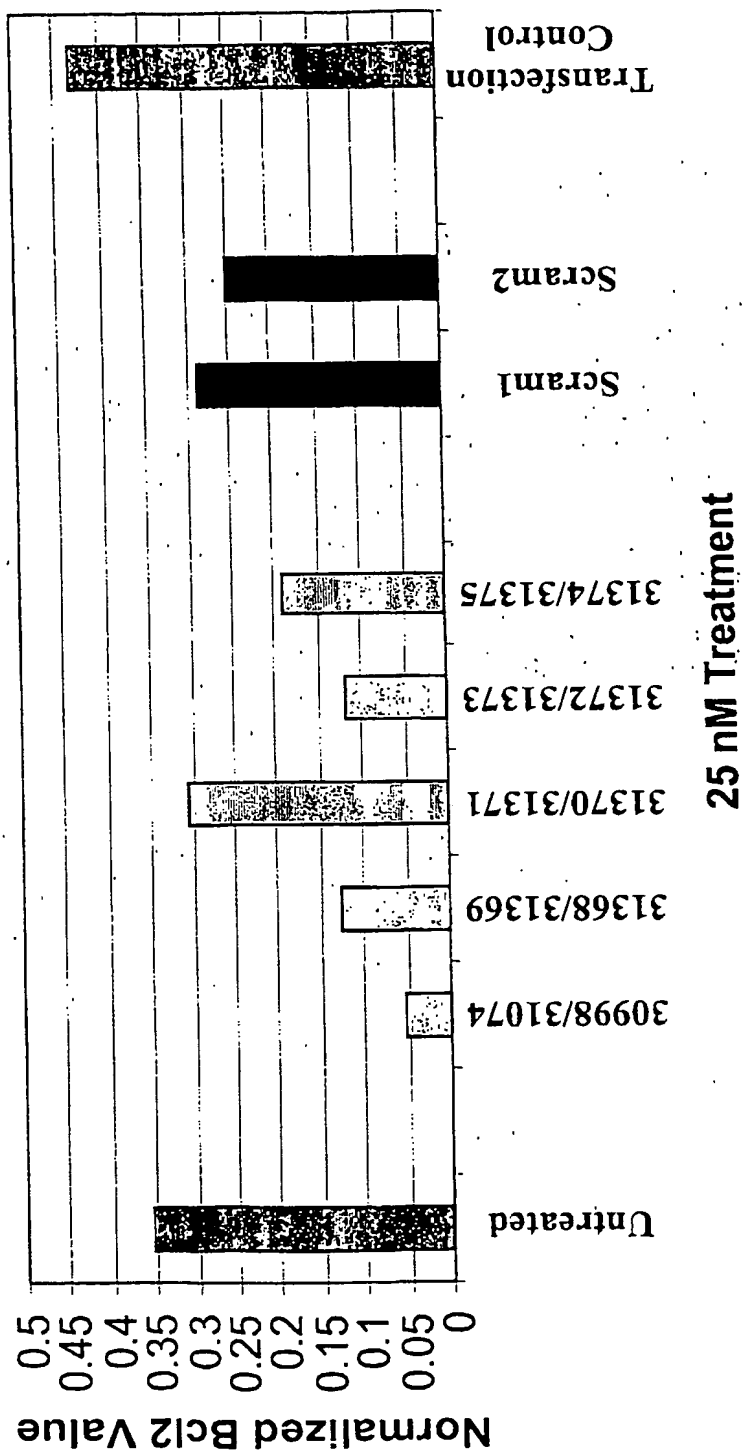 Normalized Bcl2 Value
0.5
0.45
0.4
0.35
0.3
0.25
0.2
0.15
0.1
0.05
0
Untreated
30998/31074
31368/31369
31370/31371
31372/31373
31374/31375
Scram1
Scram2
Transfection
Control
25 nM Treatment